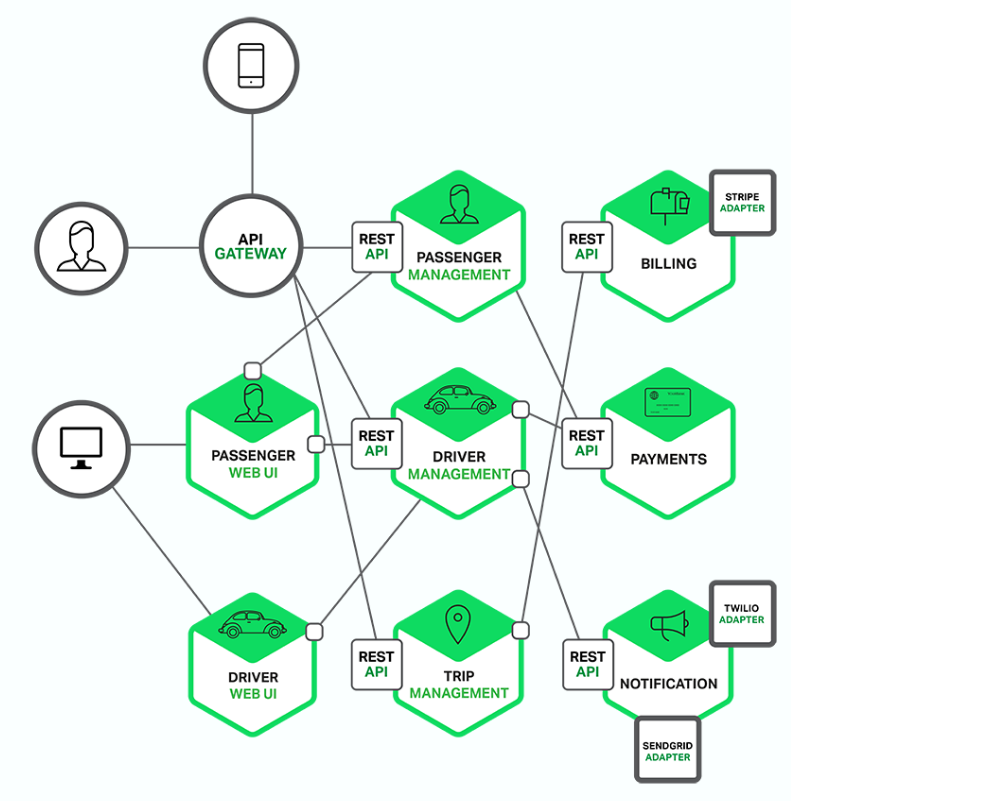 API
GATEWAY
REST
API
PASSENGER
MANAGEMENT
REST
API
BILLING
STRIPE
ADAPTER
PASSENGER
WEB UI
REST
API
DRIVER
MANAGEMENT
REST
API
PAYMENTS
DRIVER
WEB UI
REST
API
TRIP
MANAGEMENT
REST
API
NOTIFICATION
TWILIO
ADAPTER
SENDGRID
ADAPTER